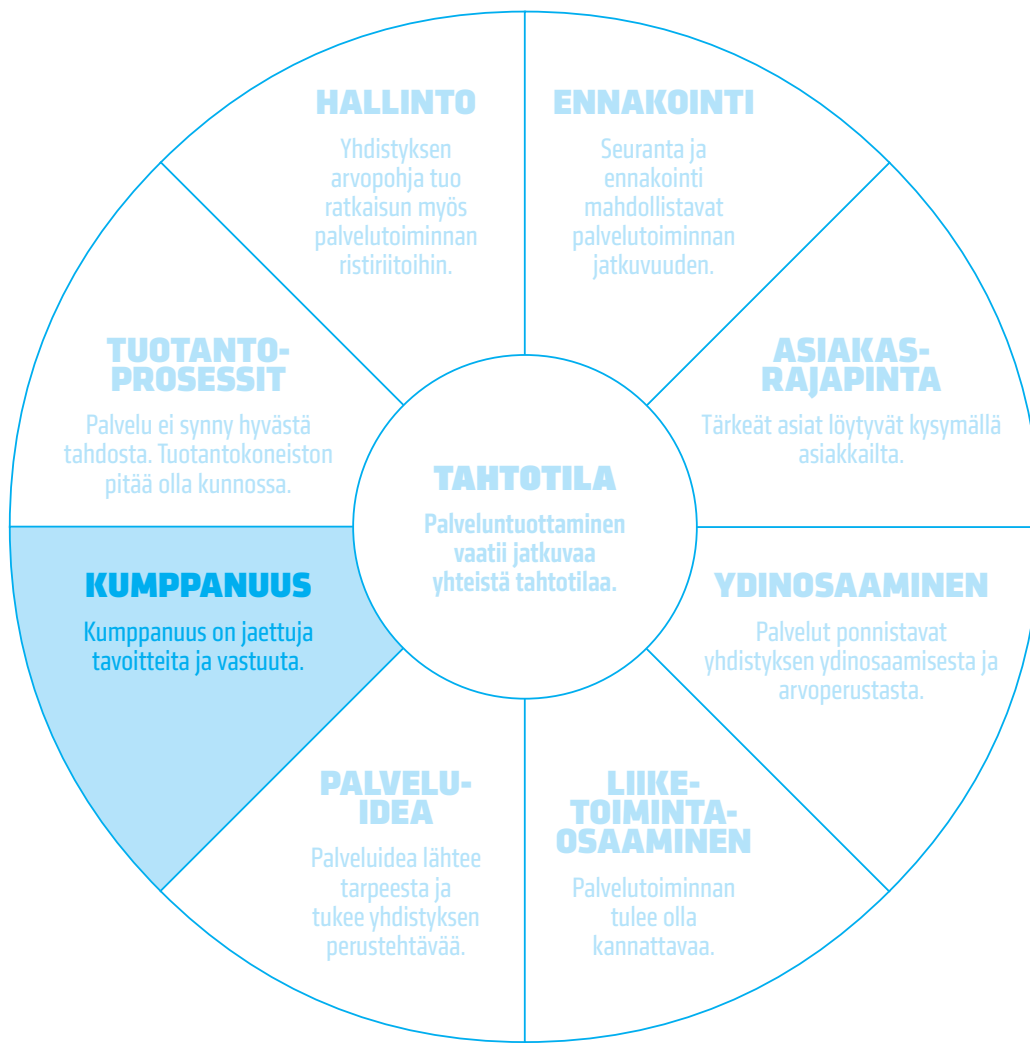 HALLINTO
Yhdistyksen
arvopohja tuo
ratkaisun myös
palvelutoiminnan
ristiriitoihin.
ENNAKOINTI
Seuranta ja
ennakointi
mahdollistavat
palvelutoiminnan
jatkuvuuden.
TUOTANTO-
PROSESSIT
Palvelu ei synny hyvästä
tahdosta. Tuotantokoneiston
pitää olla kunnossa.
ASIAKAS-
RAJAPINTA
Tärkeät asiat löytyvät kysymällä
asiakkailta.
TAHTOTILA
Palveluntuottaminen
vaatii jatkuvaa
yhteistä tahtotilaa.
KUMPPANUUS
Kumppanuus on jaettuja
tavoitteita ja vastuuta.
YDINOSAAMINEN
Palvelut ponnistavat
yhdistyksen ydinosaamisesta ja
arvoperustasta.
PALVELU-
IDEA
Palveluidea lähtee
tarpeesta ja
tukee yhdistyksen
perustehtävää.
LIIKE-
TOIMINTA-
OSAAMINEN
Palvelutoiminnan
tulee olla
kannattavaa.